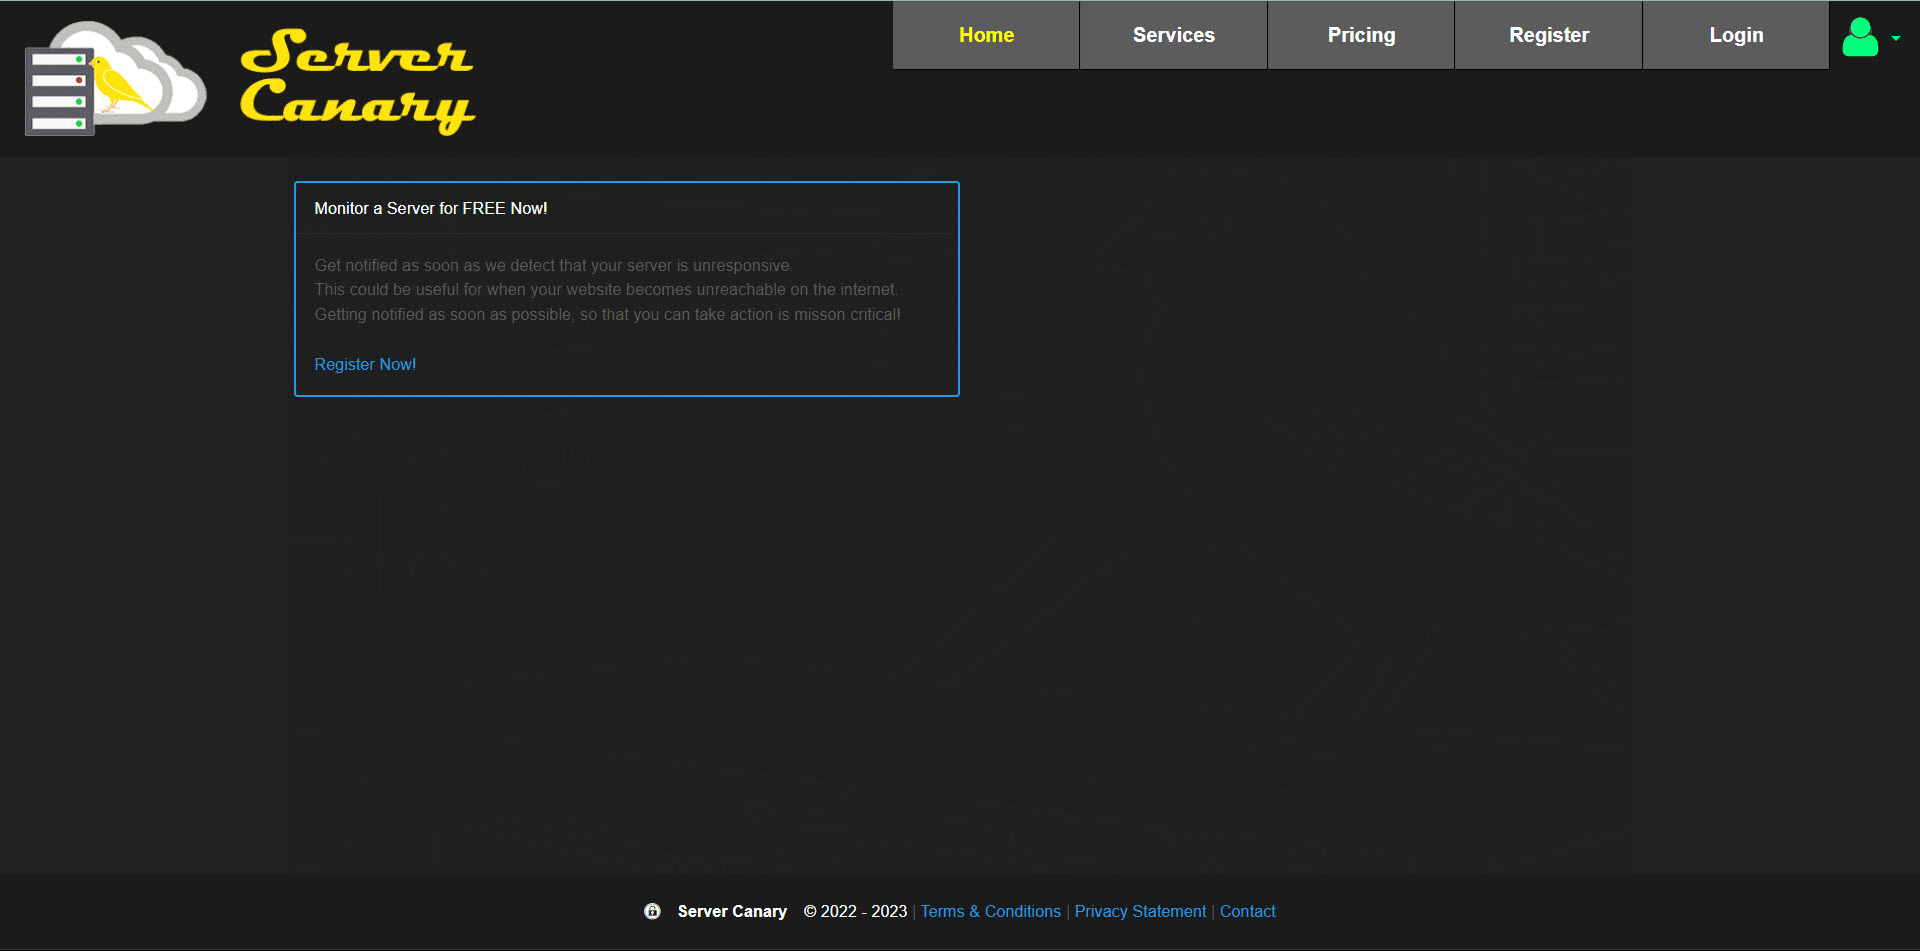 Server
Canary
Home
Services
Pricing
Register
Login
Monitor a Server for FREE Now!
Get notified as soon as we detect that your server is unresponsive.
This could be useful for when your website becomes unreachable on the internet.
Getting notified as soon as possible, so that you can take action is misson critical!
Register Now!
Server Canary © 2022 - 2023 | Terms & Conditions | Privacy Statement | Contact